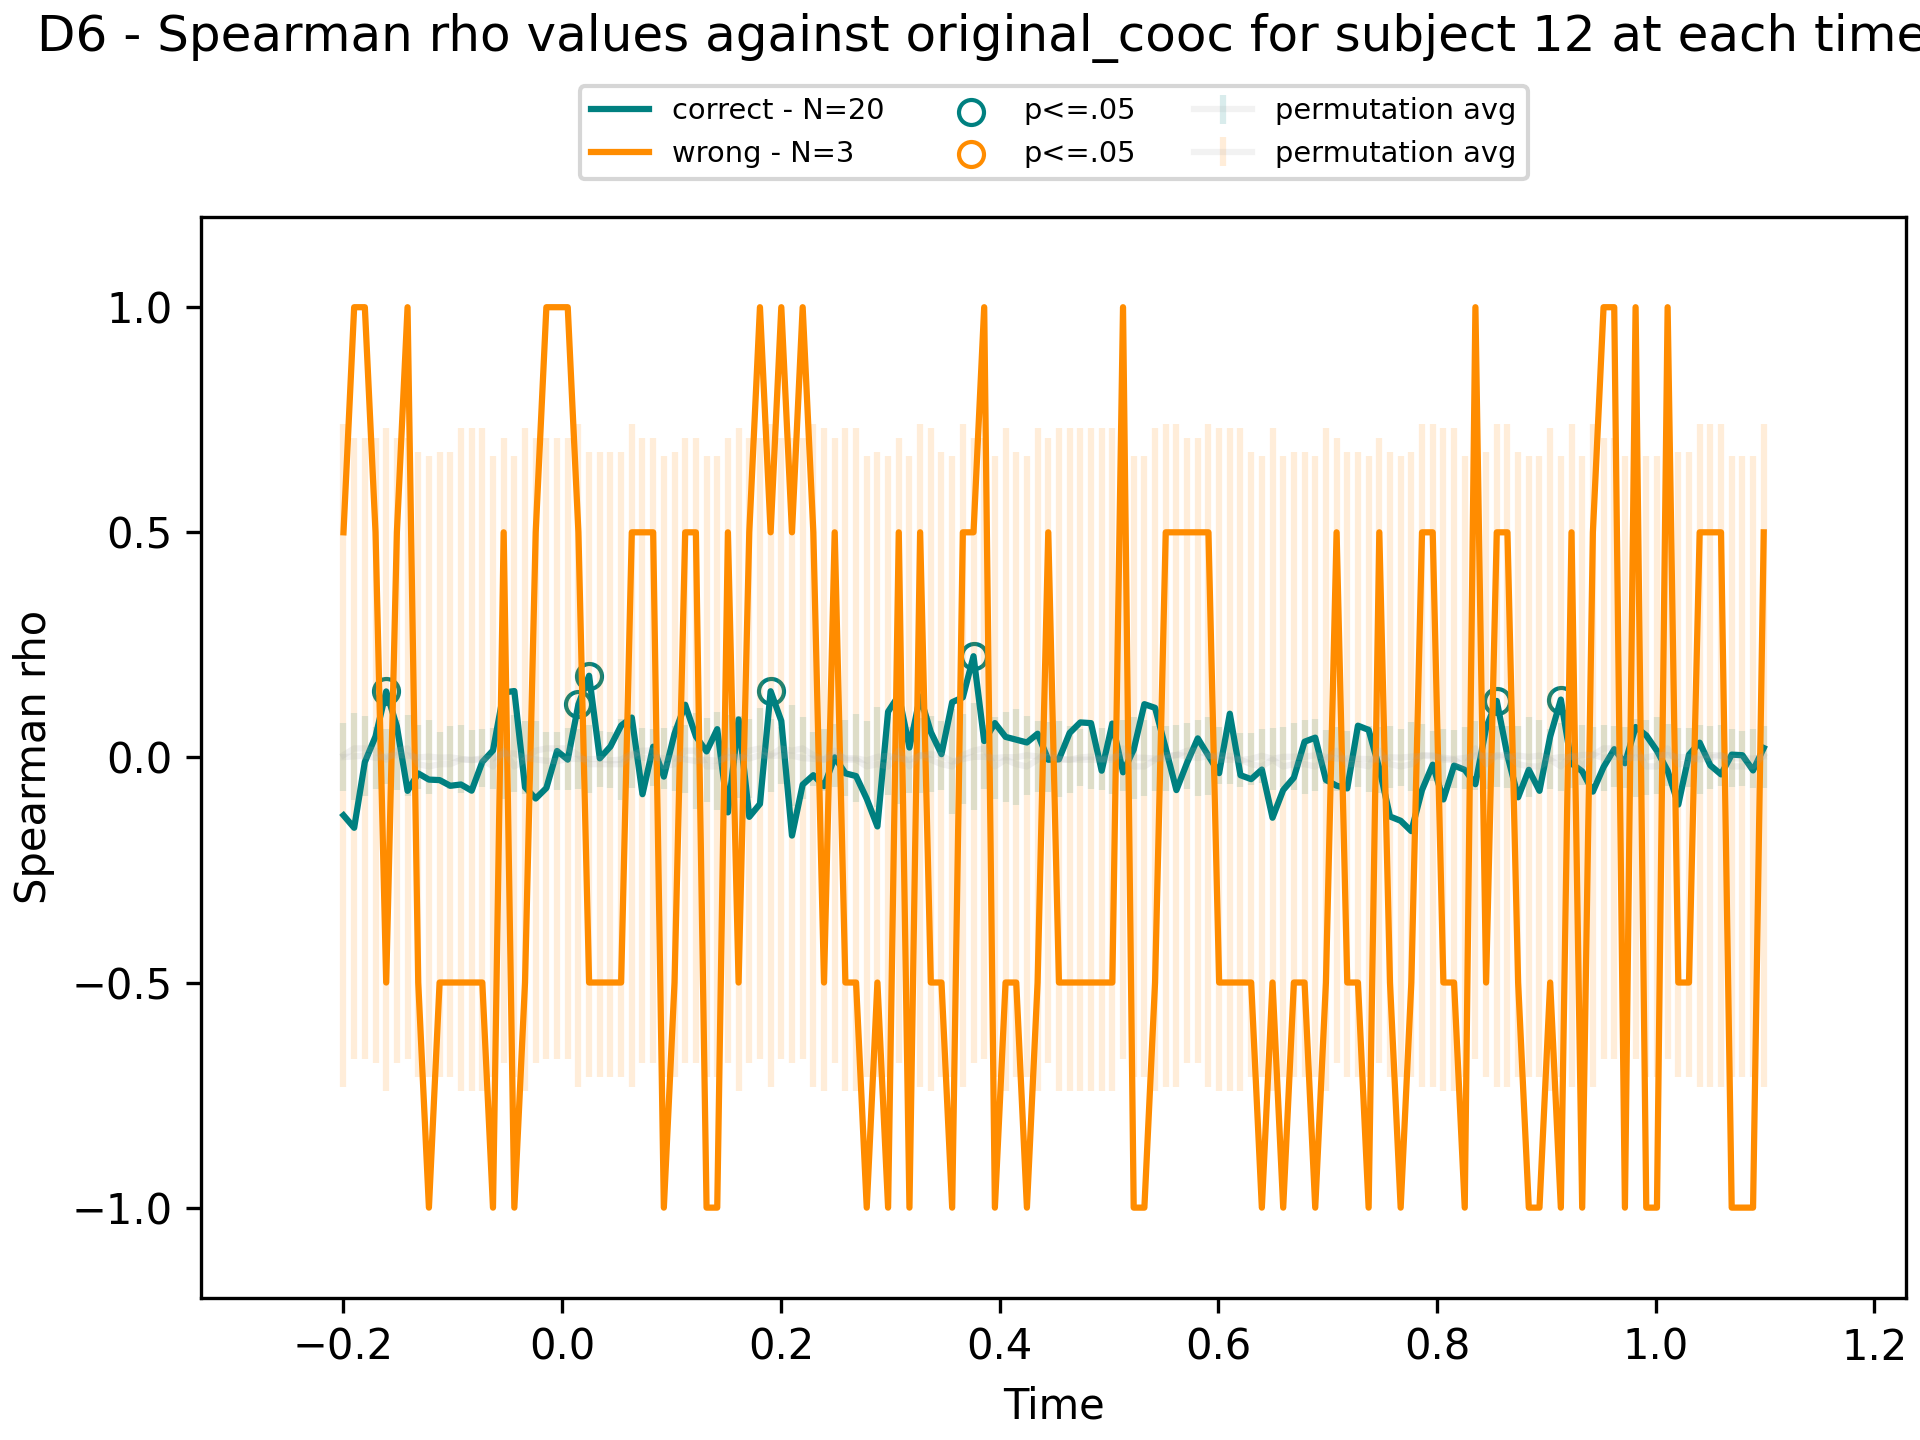 D6 - Spearman rho values against original_cooc for subject 12 at each time
correct - N=20 p<=.05 permutation avg
wrong - N=3 p<=.05 permutation avg
1.0
0.5
0.0
−0.5
−1.0
Spearman rho
−0.2 0.0 0.2 0.4 0.6 0.8 1.0 1.2
Time